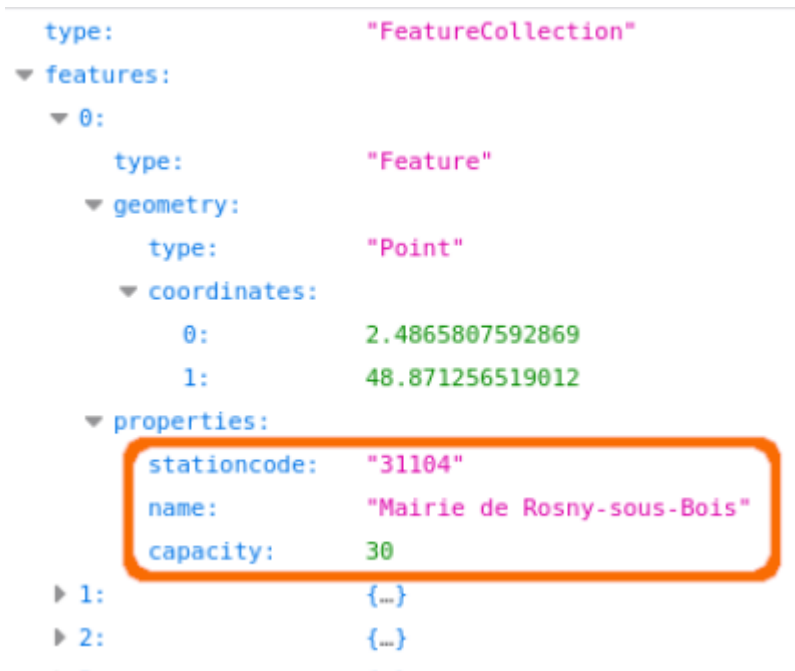 type: "FeatureCollection"
features:
0:
type: "Feature"
geometry:
type: "Point"
coordinates:
0: 2.4865807592869
1: 48.871256519012
properties:
stationcode: "31104"
name: "Mairie de Rosny-sous-Bois"
capacity: 30
1: {…}
2: {…}